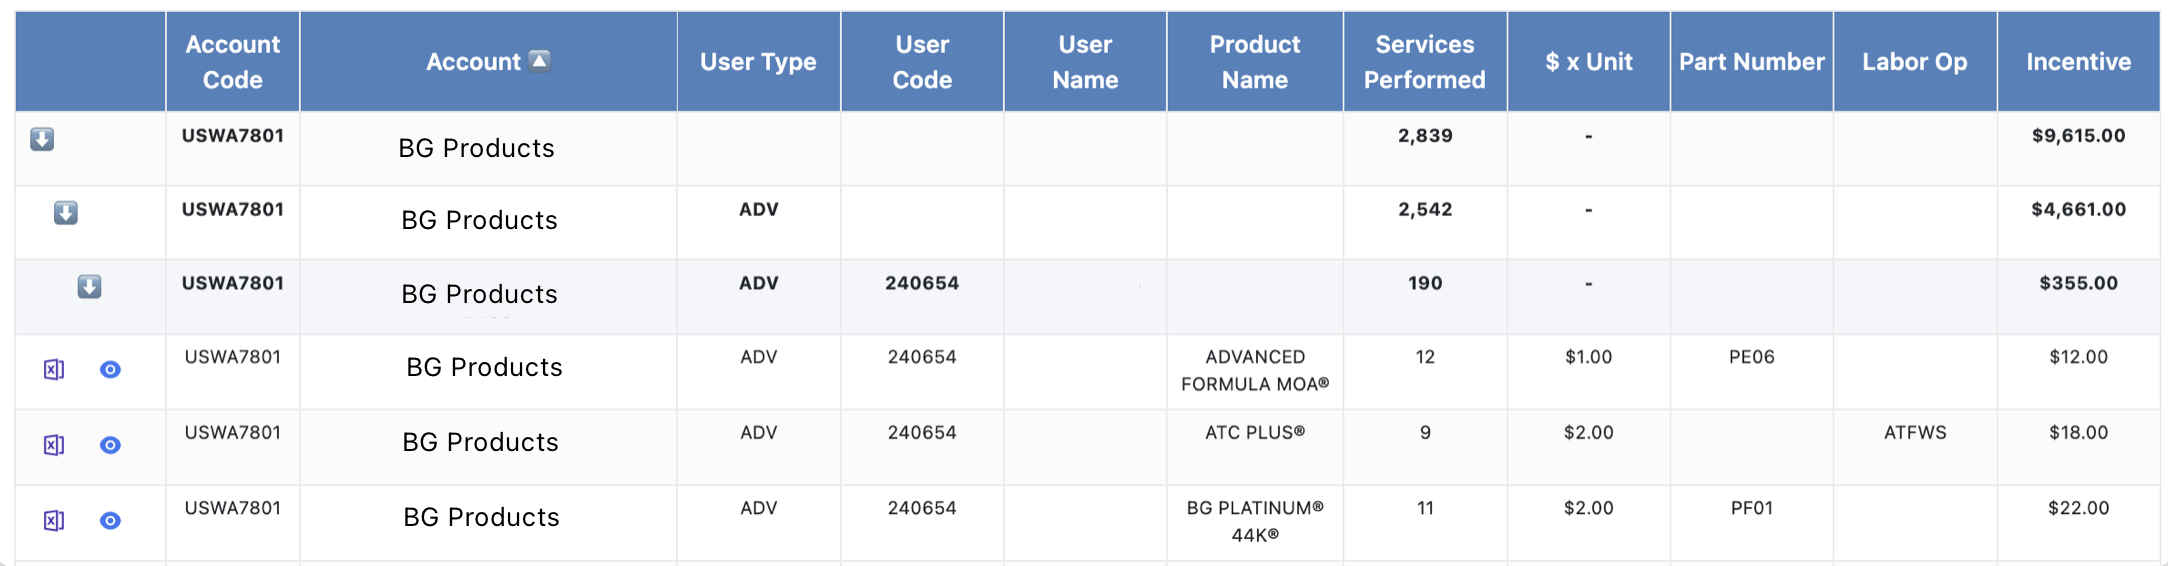 Account Code Account User Type User Code User Name Product Name Services Performed $ x Unit Part Number Labor Op Incentive
USWA7801 BG Products 2,839 - $9,615.00
USWA7801 BG Products ADV 2,542 - $4,661.00
USWA7801 BG Products ADV 240654 190 - $355.00
USWA7801 BG Products ADV 240654 ADVANCED FORMULA MOA® 12 $1.00 PE06 $12.00
USWA7801 BG Products ADV 240654 ATC PLUS® 9 $2.00 ATFWS $18.00
USWA7801 BG Products ADV 240654 BG PLATINUM® 44K® 11 $2.00 PF01 $22.00